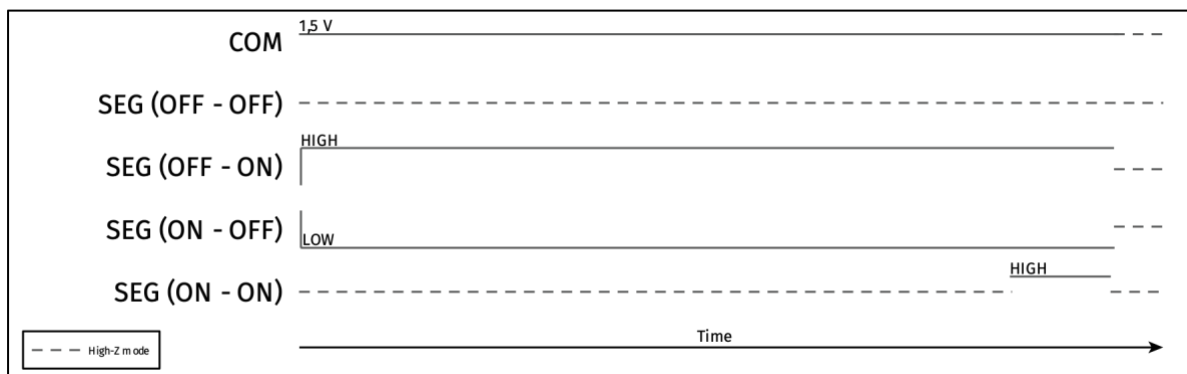 1,5 V
COM
SEG (OFF - OFF)
HIGH
SEG (OFF - ON)
SEG (ON - OFF)
LOW
HIGH
SEG (ON - ON)
Time
High-Z mode